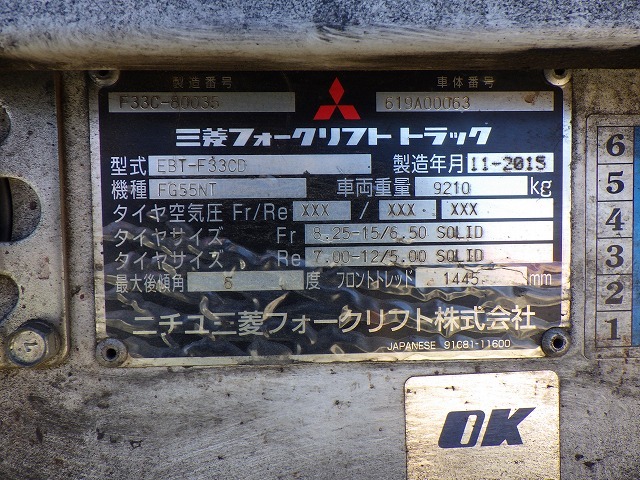 製造番号 車体番号
F33C-80035 619A00063
三菱フォークリフトトラック
型式 EBT-F33CD 製造年月 11-2015
機種 FG55NT 車両重量 9210 kg
タイヤ空気圧 Fr/Re XXX / XXX XXX
タイヤサイズ Fr 8.25-15/6.50 SOLID
タイヤサイズ Re 7.00-12/5.00 SOLID
最大後傾角 6 度 フロントトレッド 1445 mm
ニチユ三菱フォークリフト株式会社
JAPANESE 91C81-11600
OK
6
5
4
3
2
1